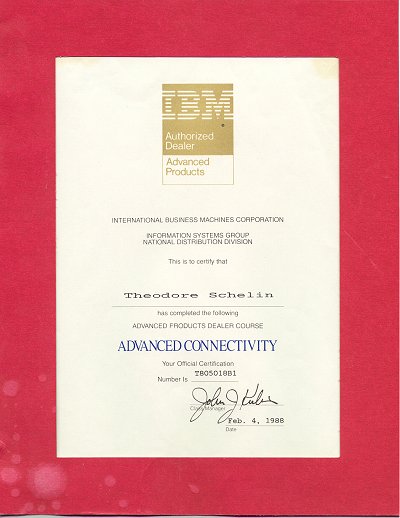 IBM
Authorized
Dealer
Advanced
Products
INTERNATIONAL BUSINESS MACHINES CORPORATION
INFORMATION SYSTEMS GROUP
NATIONAL DISTRIBUTION DIVISION
This is to certify that
Theodore Schelin
has completed the following
ADVANCED PRODUCTS DEALER COURSE
ADVANCED CONNECTIVITY
Your Official Certification
Number Is T805018B1
Class Manager
Feb. 4, 1988
Date